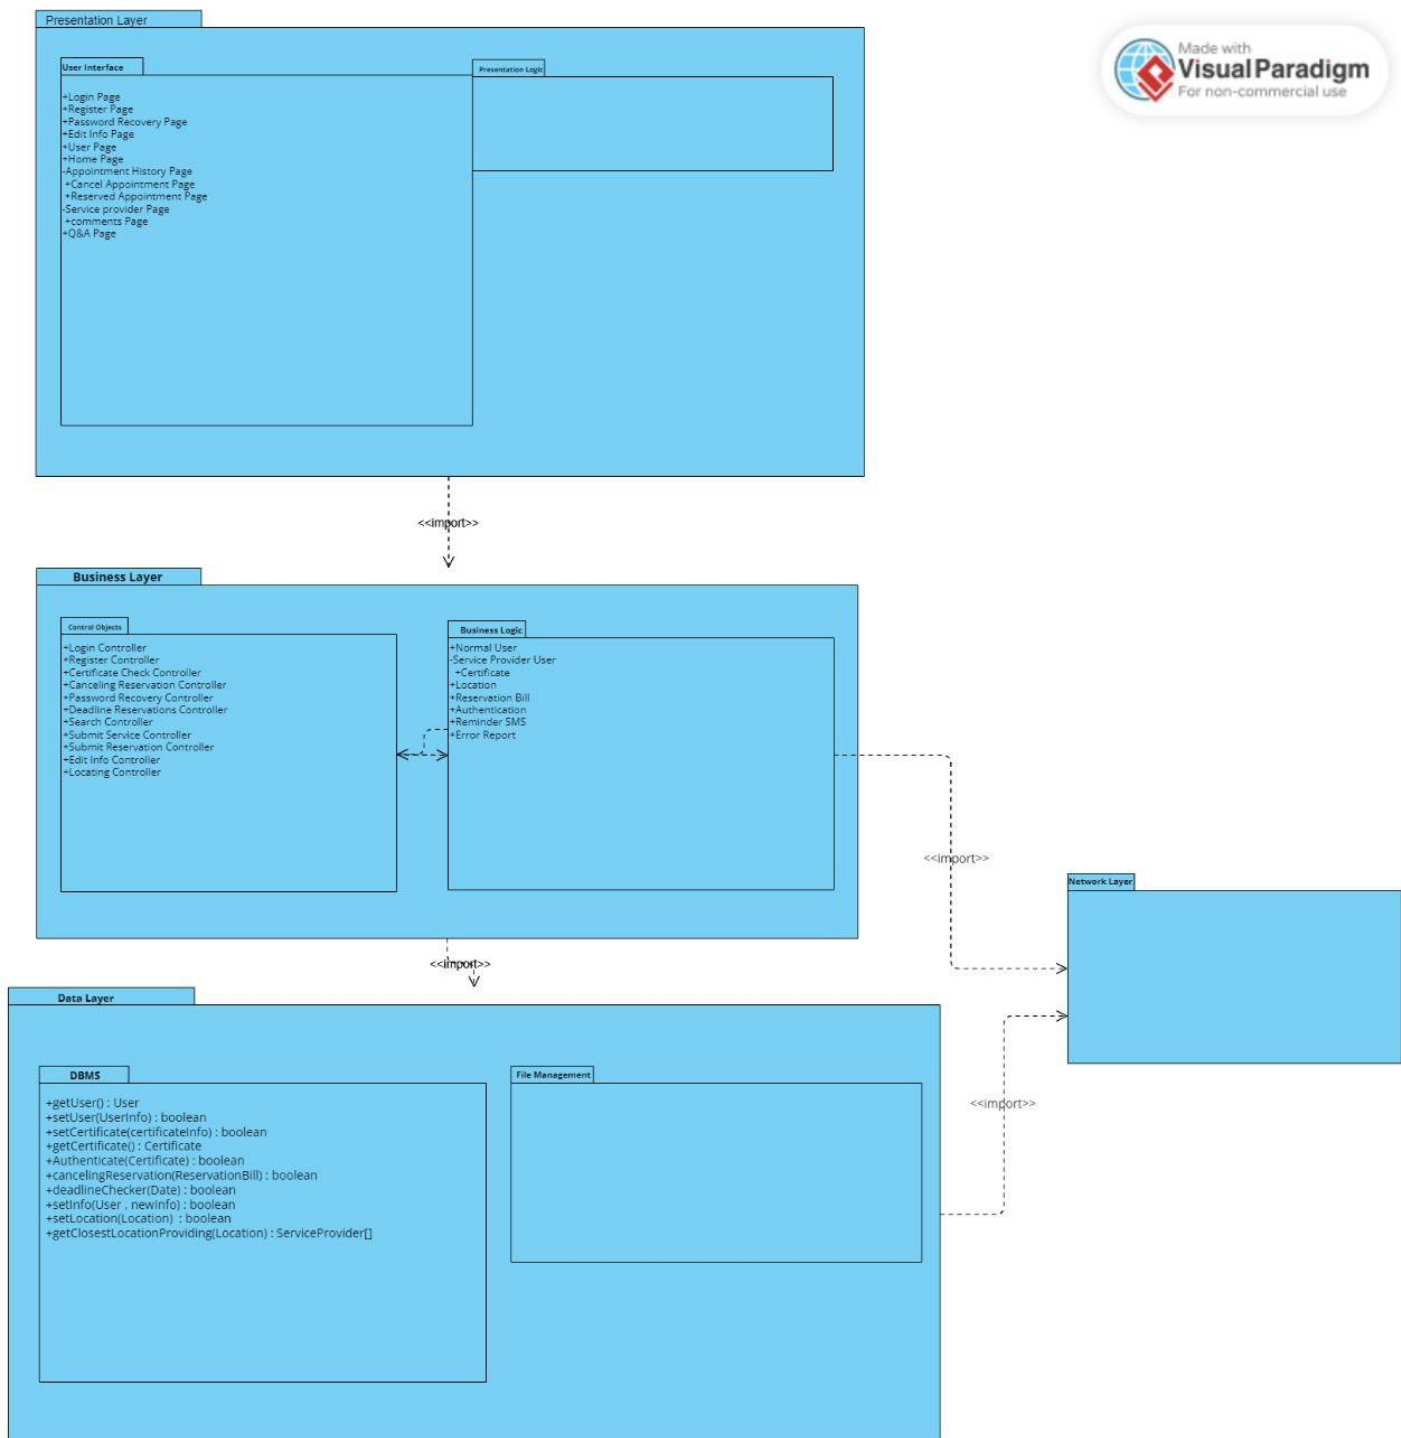 Presentation Layer
Made with
Visual Paradigm
For non-commercial use
User Interface
+Login Page
+Register Page
+Password Recovery Page
+Edit Info Page
+User Page
+Home Page
-Appointment History Page
+Cancel Appointment Page
+Reserved Appointment Page
-Service provider Page
+comments Page
+Q&A Page
Presentation Logic
<<import>>
Business Layer
Control Objects
+Login Controller
+Register Controller
+Certificate Check Controller
+Canceling Reservation Controller
+Password Recovery Controller
+Deadline Reservations Controller
+Search Controller
+Submit Service Controller
+Submit Reservation Controller
+Edit Info Controller
+Locating Controller
Business Logic
+Normal User
-Service Provider User
+Certificate
+Location
+Reservation Bill
+Authentication
+Reminder SMS
+Error Report
<<import>>
Network Layer
<<import>>
Data Layer
DBMS
+getUser() : User
+setUser(UserInfo) : boolean
+setCertificate(certificateInfo) : boolean
+getCertificate() : Certificate
+Authenticate(Certificate) : boolean
+cancelingReservation(ReservationBill) : boolean
+deadlineChecker(Date) : boolean
+setInfo(User , newInfo) : boolean
+setLocation(Location) : boolean
+getClosestLocationProviding(Location) : ServiceProvider[]
File Management
<<import>>